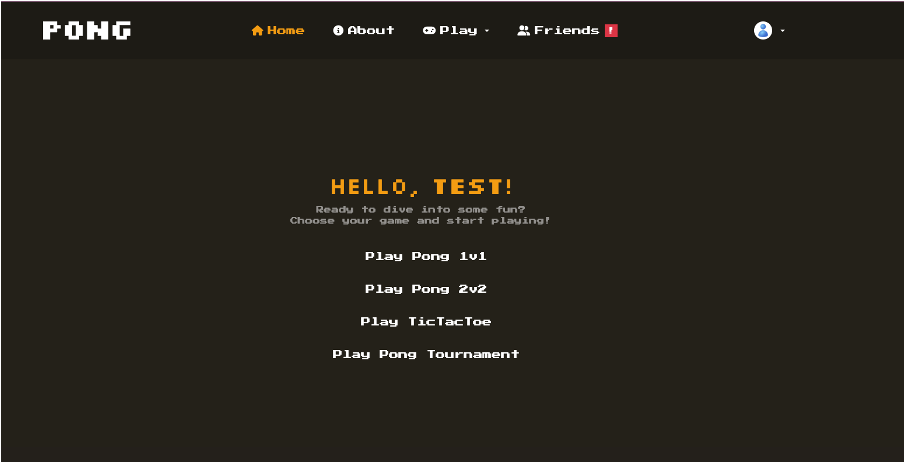 PONG
Home
About
Play
Friends !
HELLO, TEST!
Ready to dive into some fun?
Choose your game and start playing!
Play Pong 1v1
Play Pong 2v2
Play TicTacToe
Play Pong Tournament